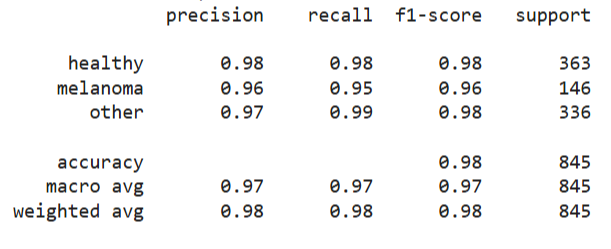 precision recall f1-score support
healthy 0.98 0.98 0.98 363
melanoma 0.96 0.95 0.96 146
other 0.97 0.99 0.98 336
accuracy 0.98 845
macro avg 0.97 0.97 0.97 845
weighted avg 0.98 0.98 0.98 845